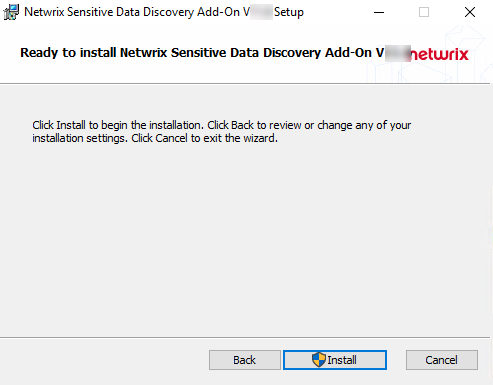 Netwrix Sensitive Data Discovery Add-On V Setup
Ready to install Netwrix Sensitive Data Discovery Add-On V netwrix
Click Install to begin the installation. Click Back to review or change any of your
installation settings. Click Cancel to exit the wizard.
Back Install Cancel